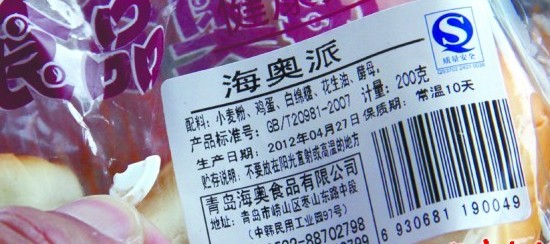 食品
海奥派
质量安全
配料：小麦粉、鸡蛋、白绵糖、花生油、酵母、
产品标准号：GB/T20981-2007 计量：200克
生产日期：2012年04月27日 保质期：常温10天
贮存说明：不要放在阳光直射或高温的地方
青岛海奥食品有限公司
地址：青岛市崂山区枣山东路中段
（中韩民用工业园97号）
88702798
6 930681 190049